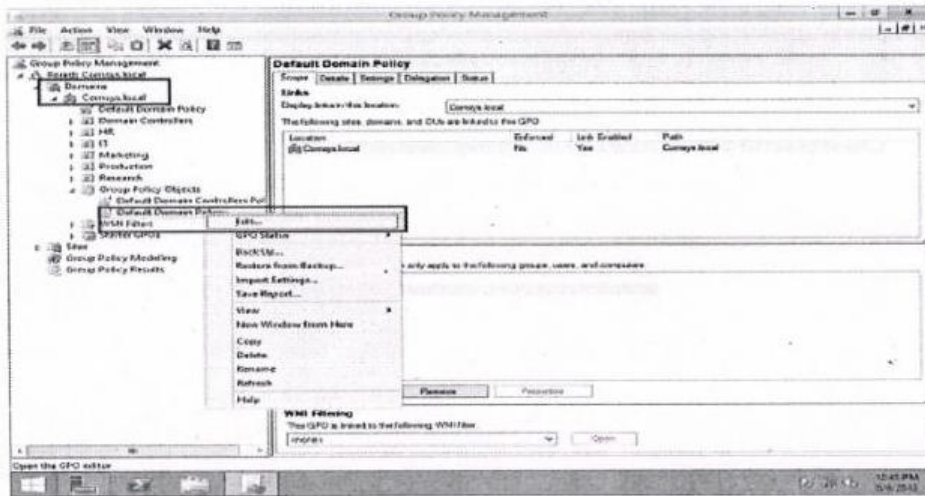 Group Policy Management
File Action View Window Help
Group Policy Management
Forest: Comsys.local
Domains
Comsys.local
Default Domain Policy
Domain Controllers
HR
IT
Marketing
Production
Research
Group Policy Objects
Default Domain Controllers Pol
Default Domain Policy
WMI Filters
Starter GPOs
Sites
Group Policy Modeling
Group Policy Results
Default Domain Policy
Scope Details Settings Delegation Status
Links
Display links in this location: Comsys.local
The following sites, domains, and OUs are linked to this GPO:
Location Enforced Link Enabled Path
Comsys.local No Yes Comsys.local
Edit...
GPO Status
Back Up...
Restore from Backup...
Import Settings...
Save Report...
View
New Window from Here
Copy
Delete
Rename
Refresh
Help
only apply to the following groups, users, and computers:
Remove Properties
WMI Filtering
This GPO is linked to the following WMI filter:
<none> Open
Open the GPO editor